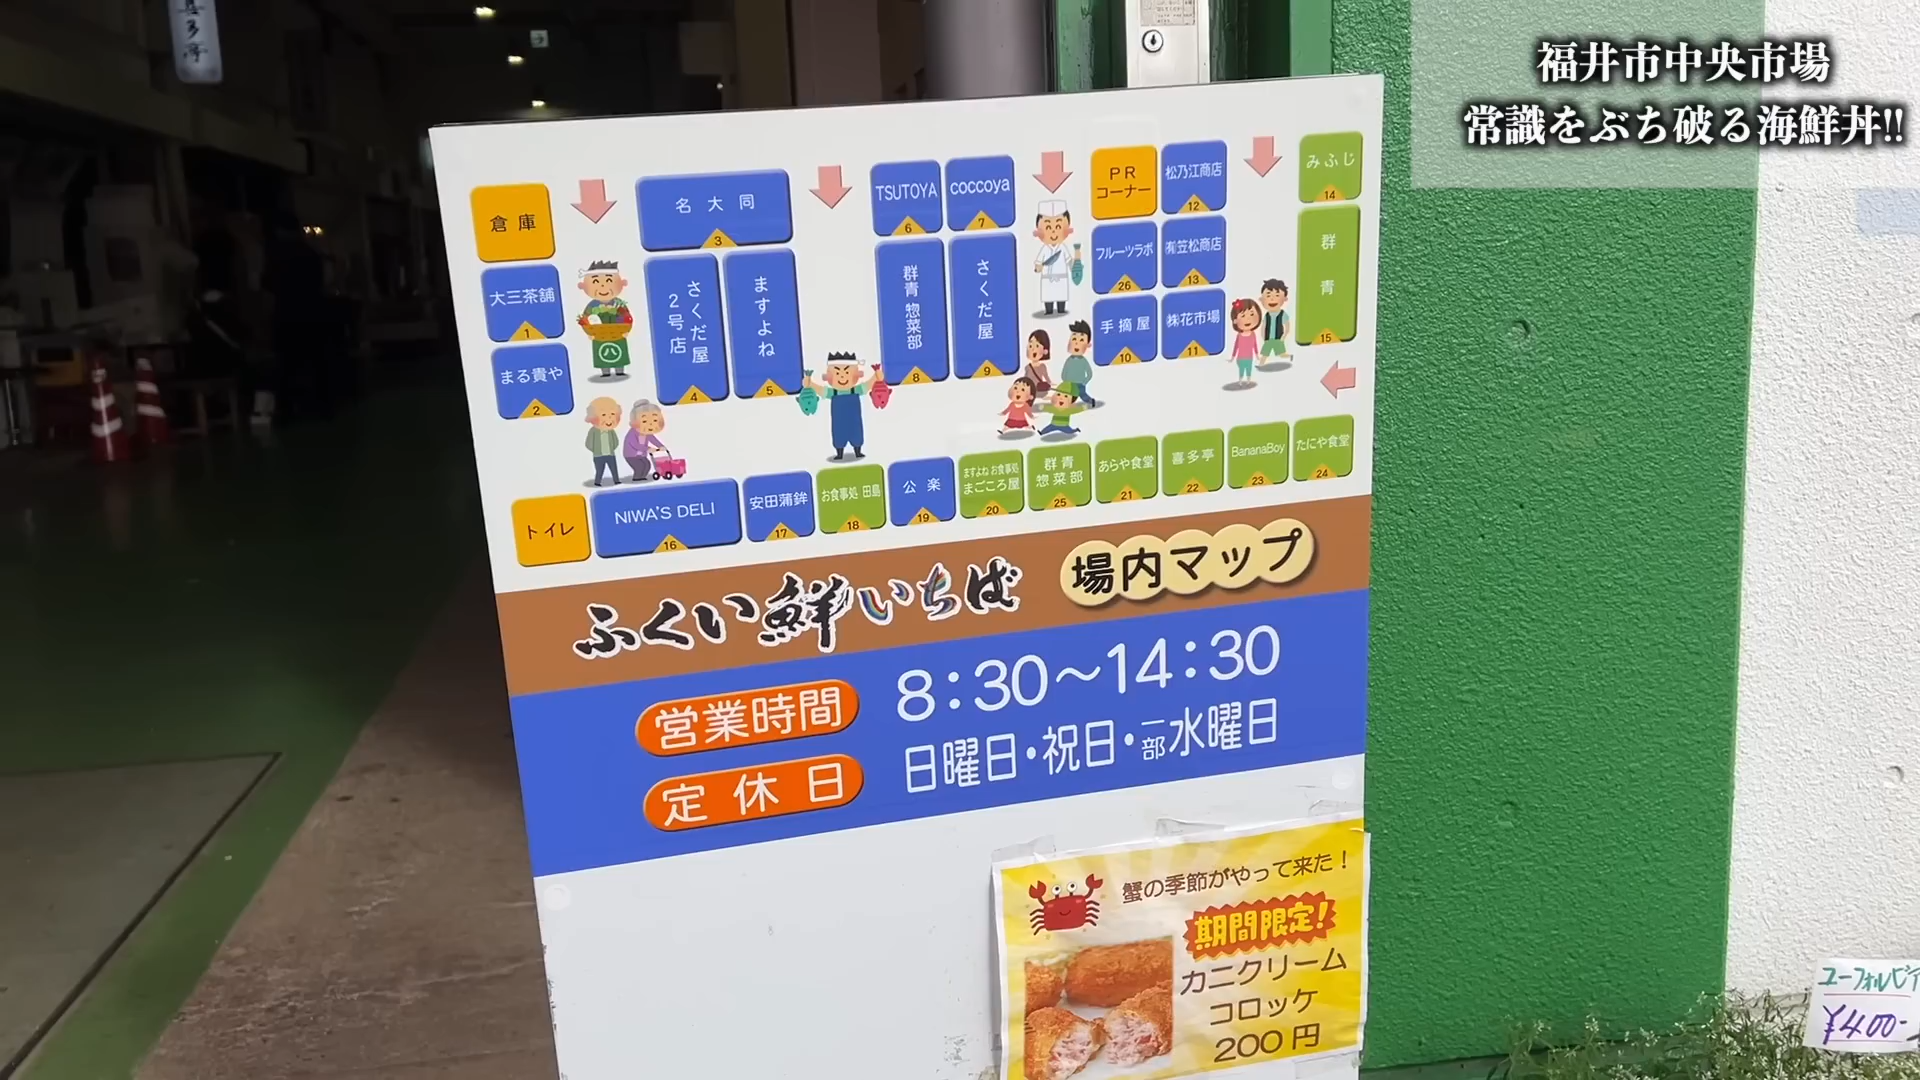 福井市中央市場
常識をぶち破る海鮮丼!!
喜多亭
倉庫
大三茶舗
1
まる貴や
2
名大同
3
さくだ屋
2号店
4
ますよね
5
TSUTOYA
6
coccoya
7
群青 惣菜部
8
さくだ屋
9
PR
コーナー
松乃江商店
12
フルーツラボ
26
㈲笠松商店
13
手摘屋
10
㈱花市場
11
みふじ
14
群青
15
トイレ
NIWA'S DELI
16
安田蒲鉾
17
お食事処 田島
18
公楽
19
ますよね お食事処
まごころ屋
20
群青
惣菜部
25
あらや食堂
21
喜多亭
22
BananaBoy
23
たにや食堂
24
ふくい鮮いちば
場内マップ
営業時間
8:30～14:30
定休日
日曜日・祝日・一部水曜日
蟹の季節がやって来た!
期間限定!
カニクリーム
コロッケ
200円
ユーフォルビア
¥400-